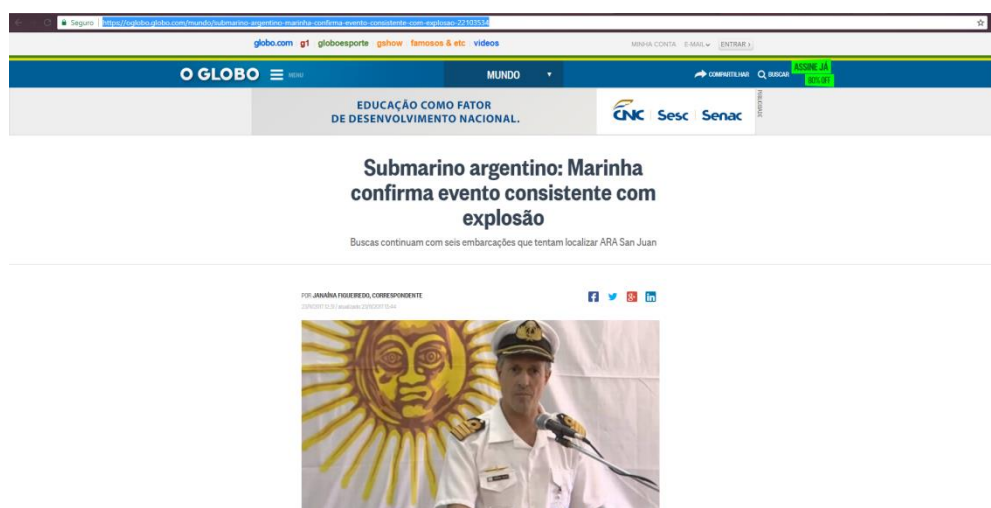 Seguro https://oglobo.globo.com/mundo/submarino-argentino-marinha-confirma-evento-consistente-com-explosao-22103534
globo.com g1 globoesporte gshow famosos & etc vídeos MINHA CONTA E-MAIL ENTRAR ›
O GLOBO MENU MUNDO COMPARTILHAR BUSCAR ASSINE JÁ
80% OFF
EDUCAÇÃO COMO FATOR
DE DESENVOLVIMENTO NACIONAL.
CNC Sesc Senac
PUBLICIDADE
Submarino argentino: Marinha
confirma evento consistente com
explosão
Buscas continuam com seis embarcações que tentam localizar ARA San Juan
POR JANAÍNA FIGUEIREDO, CORRESPONDENTE